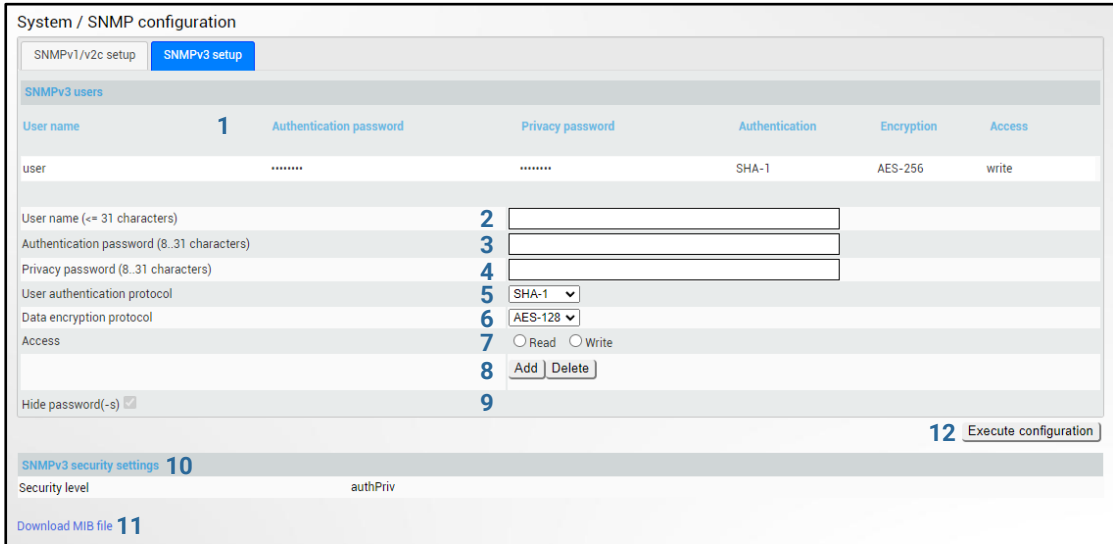 System / SNMP configuration
SNMPv1/v2c setup SNMPv3 setup
SNMPv3 users
User name 1 Authentication password Privacy password Authentication Encryption Access
user •••••••• •••••••• SHA-1 AES-256 write
User name (<= 31 characters) 2
Authentication password (8..31 characters) 3
Privacy password (8..31 characters) 4
User authentication protocol 5 SHA-1
Data encryption protocol 6 AES-128
Access 7 Read Write
8 Add Delete
Hide password(-s) 9
12 Execute configuration
SNMPv3 security settings 10
Security level authPriv
Download MIB file 11